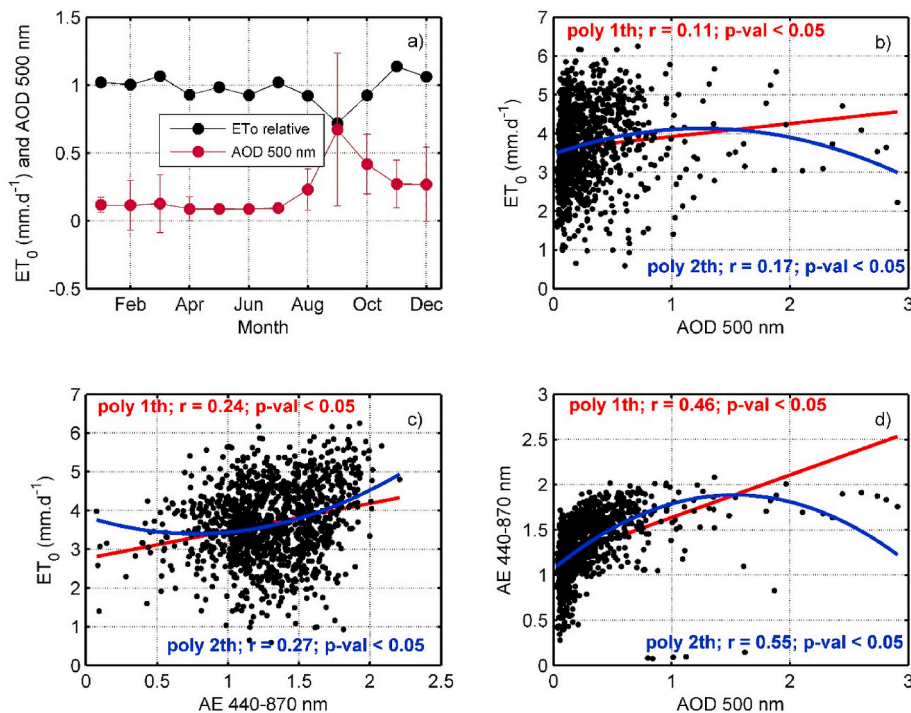 a)
ET0 (mm.d-1) and AOD 500 nm
1.5
1
0.5
0
-0.5
ETo relative
AOD 500 nm
Feb Apr Jun Aug Oct Dec
Month
b)
poly 1th; r = 0.11; p-val < 0.05
ET0 (mm.d-1)
7
6
5
4
3
2
1
0
poly 2th; r = 0.17; p-val < 0.05
0 1 2 3
AOD 500 nm
c)
poly 1th; r = 0.24; p-val < 0.05
ET0 (mm.d-1)
7
6
5
4
3
2
1
0
poly 2th; r = 0.27; p-val < 0.05
0 0.5 1 1.5 2 2.5
AE 440-870 nm
d)
poly 1th; r = 0.46; p-val < 0.05
AE 440-870 nm
3
2.5
2
1.5
1
0.5
0
poly 2th; r = 0.55; p-val < 0.05
0 1 2 3
AOD 500 nm